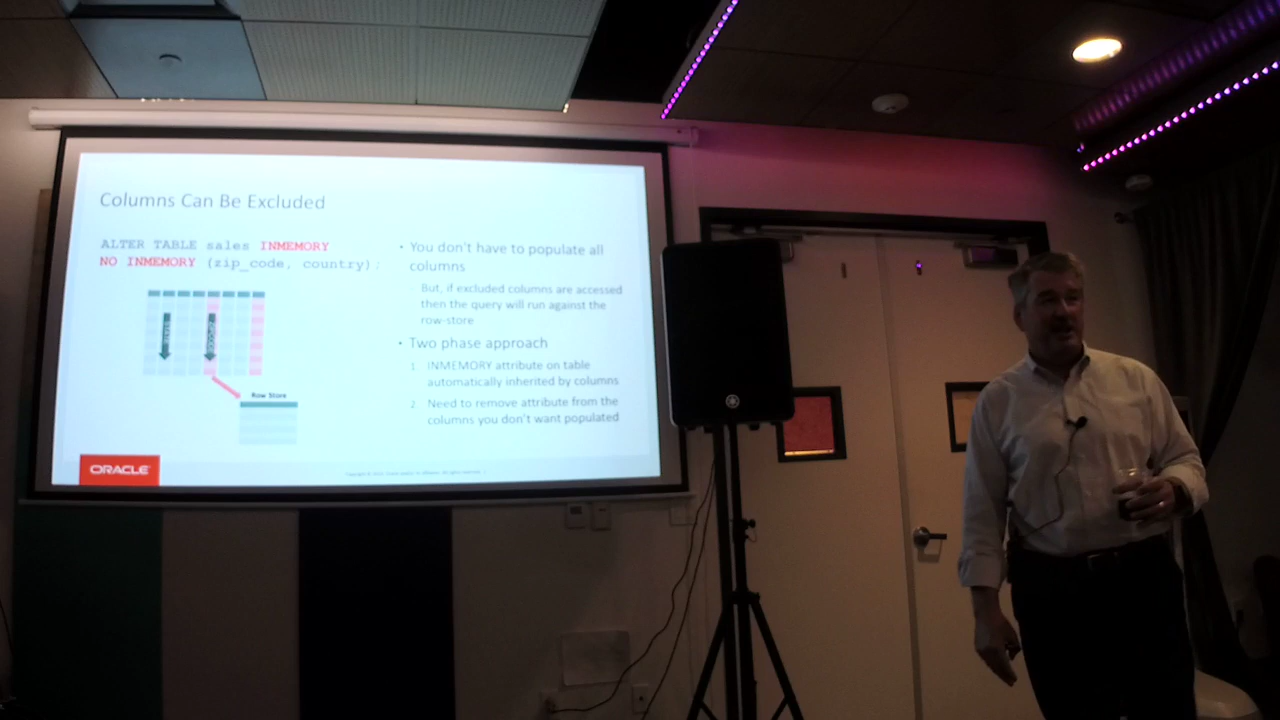 Columns Can Be Excluded
ALTER TABLE sales INMEMORY
NO INMEMORY (zip_code, country);
Row Store
• You don't have to populate all
columns
But, if excluded columns are accessed
then the query will run against the
row-store
• Two phase approach
1 INMEMORY attribute on table
automatically inherited by columns
2 Need to remove attribute from the
columns you don't want populated
ORACLE